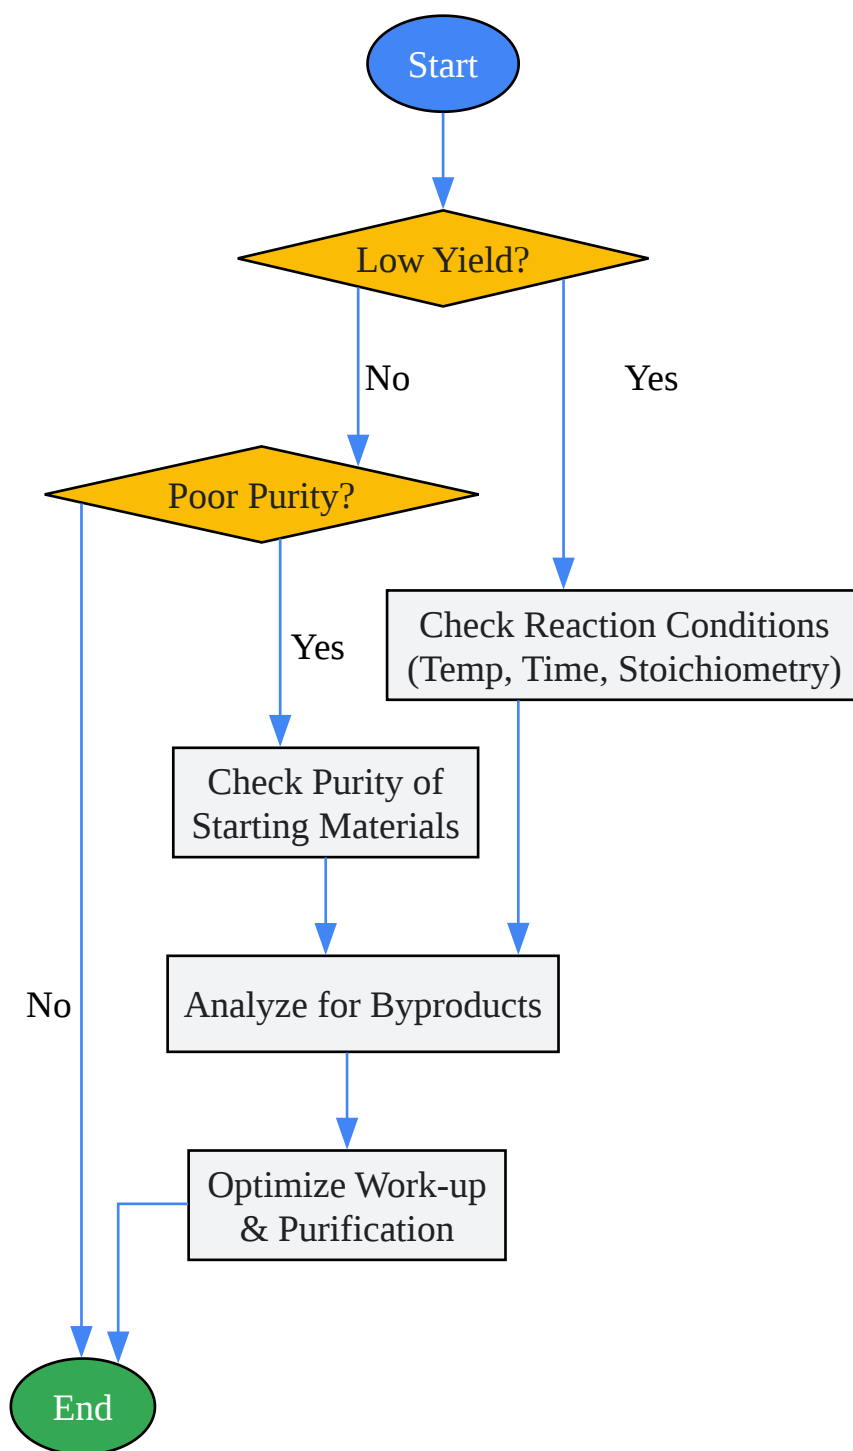 Start
Low Yield?
No
Yes
Poor Purity?
Check Reaction Conditions
(Temp, Time, Stoichiometry)
Yes
Check Purity of
Starting Materials
No
Analyze for Byproducts
Optimize Work-up
& Purification
End